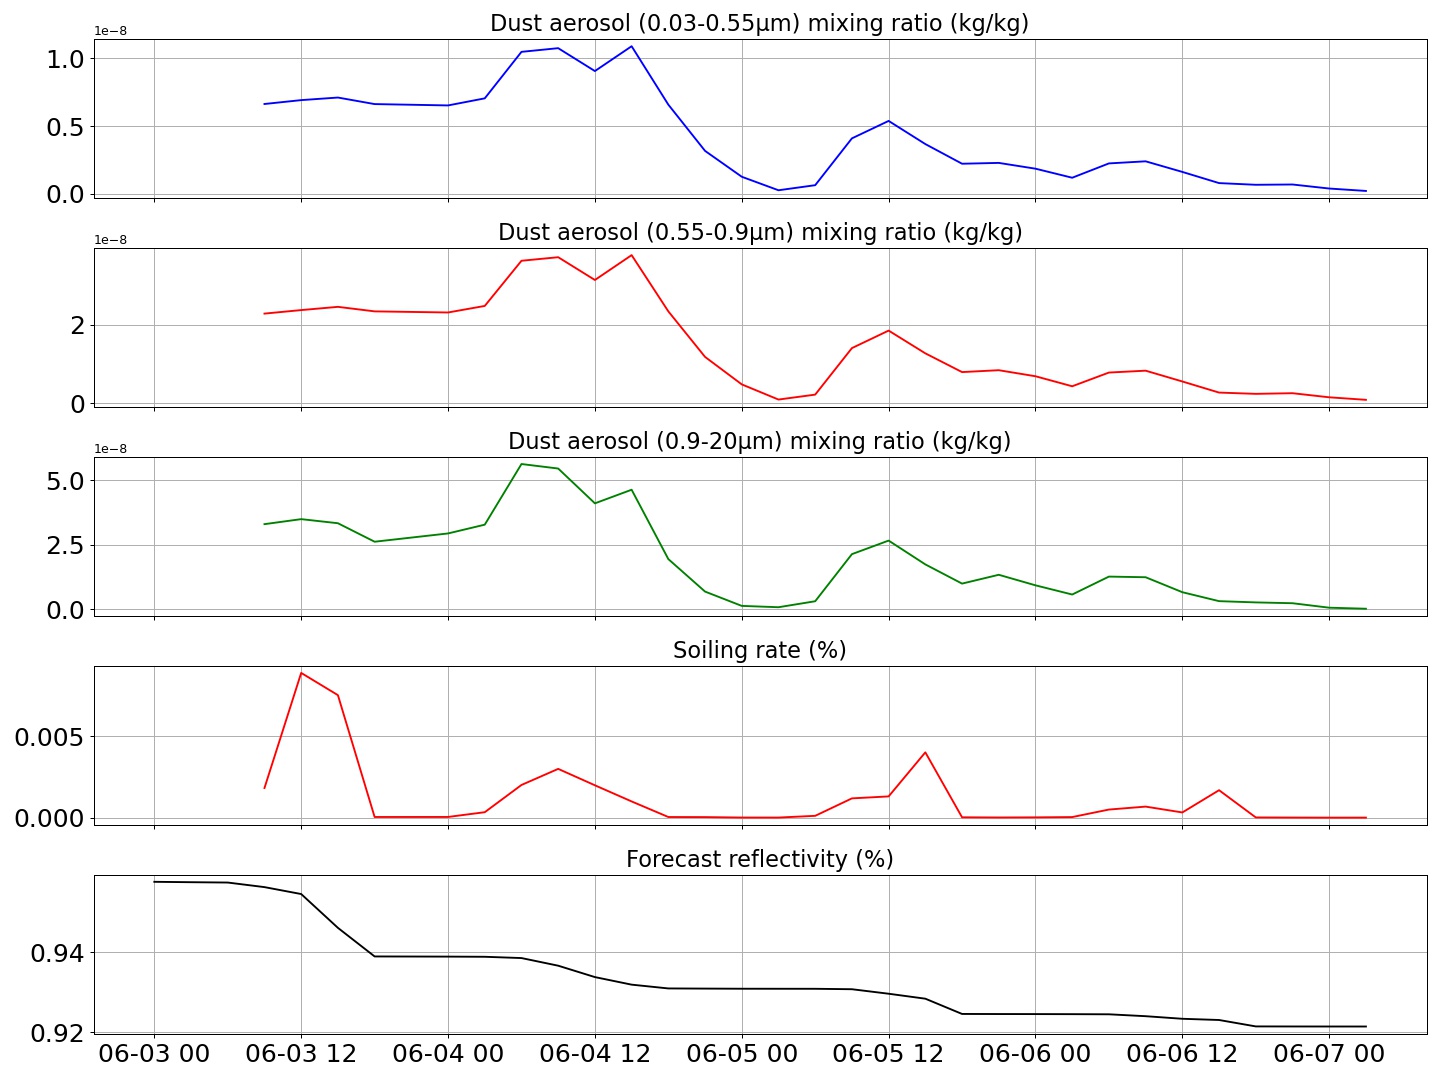 Dust aerosol (0.03-0.55μm) mixing ratio (kg/kg)
1e−8
1.0
0.5
0.0
Dust aerosol (0.55-0.9μm) mixing ratio (kg/kg)
1e−8
2
0
Dust aerosol (0.9-20μm) mixing ratio (kg/kg)
1e−8
5.0
2.5
0.0
Soiling rate (%)
0.005
0.000
Forecast reflectivity (%)
0.94
0.92
06-03 00 06-03 12 06-04 00 06-04 12 06-05 00 06-05 12 06-06 00 06-06 12 06-07 00